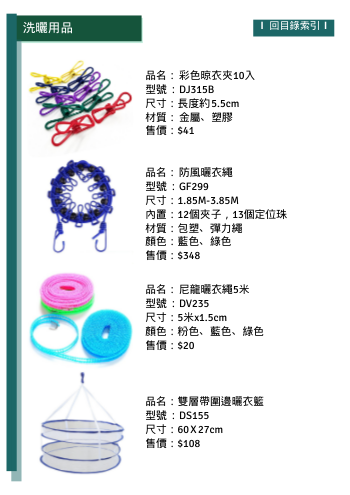 洗曬用品
I 回目錄索引 I
品名：彩色晾衣夾10入
型號：DJ315B
尺寸：長度約5.5cm
材質：金屬、塑膠
售價：$41
品名：防風曬衣繩
型號：GF299
尺寸：1.85M-3.85M
內置：12個夾子，13個定位珠
材質：包塑、彈力繩
顏色：藍色、綠色
售價：$348
品名：尼龍曬衣繩5米
型號：DV235
尺寸：5米x1.5cm
顏色：粉色、藍色、綠色
售價：$20
品名：雙層帶圍邊曬衣籃
型號：DS155
尺寸：60X27cm
售價：$108